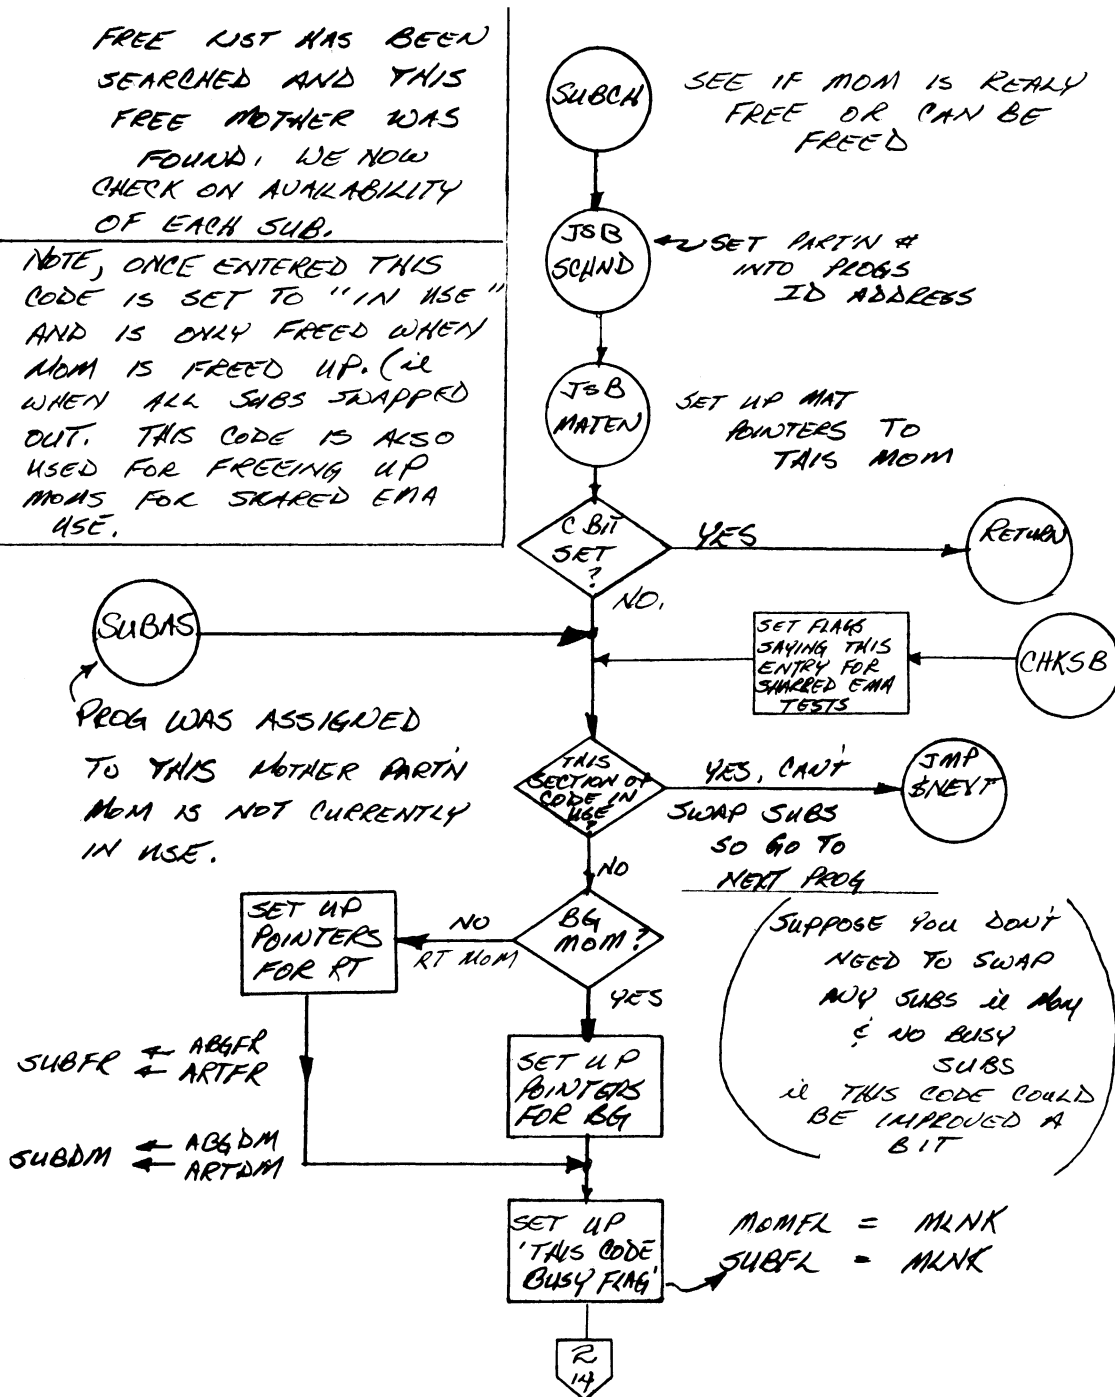 FREE LIST HAS BEEN
SEARCHED AND THIS
FREE MOTHER WAS
FOUND. WE NOW
CHECK ON AVAILABILITY
OF EACH SUB.
NOTE, ONCE ENTERED THIS
CODE IS SET TO "IN USE"
AND IS ONLY FREED WHEN
MOM IS FREED UP. (ie
WHEN ALL SUBS SWAPPED
OUT. THIS CODE IS ALSO
USED FOR FREEING UP
MOMS FOR SHARED EMA
USE.
SUBCH
SEE IF MOM IS REALY
FREE OR CAN BE
FREED
JSB
SCHND
SET PART'N #
INTO PROGS
ID ADDRESS
JSB
MATEN
SET UP MAT
POINTERS TO
THIS MOM
C BIT
SET
?
YES
RETURN
NO.
SUBAS
SET FLAGS
SAYING THIS
ENTRY FOR
SHARRED EMA
TESTS
CHKSB
PROG WAS ASSIGNED
TO THIS MOTHER PART'N
MOM IS NOT CURRENTLY
IN USE.
THIS
SECTION OF
CODE IN
USE
?
YES, CAN'T
SWAP SUBS
SO GO TO
NEXT PROG
JMP
$NEXT
NO
BG
MOM?
NO
RT MOM
SET UP
POINTERS
FOR RT
YES
SET UP
POINTERS
FOR BG
(SUPPOSE YOU DON'T
NEED TO SWAP
ANY SUBS ie MOM
& NO BUSY
SUBS
ie THIS CODE COULD
BE IMPROVED A
BIT)
SUBFR ← ABGFR
← ARTFR
SUBDM ← ABGDM
← ARTDM
SET UP
'THIS CODE
BUSY FLAG'
MOMFL = MLNK
SUBFL = MLNK
2
14